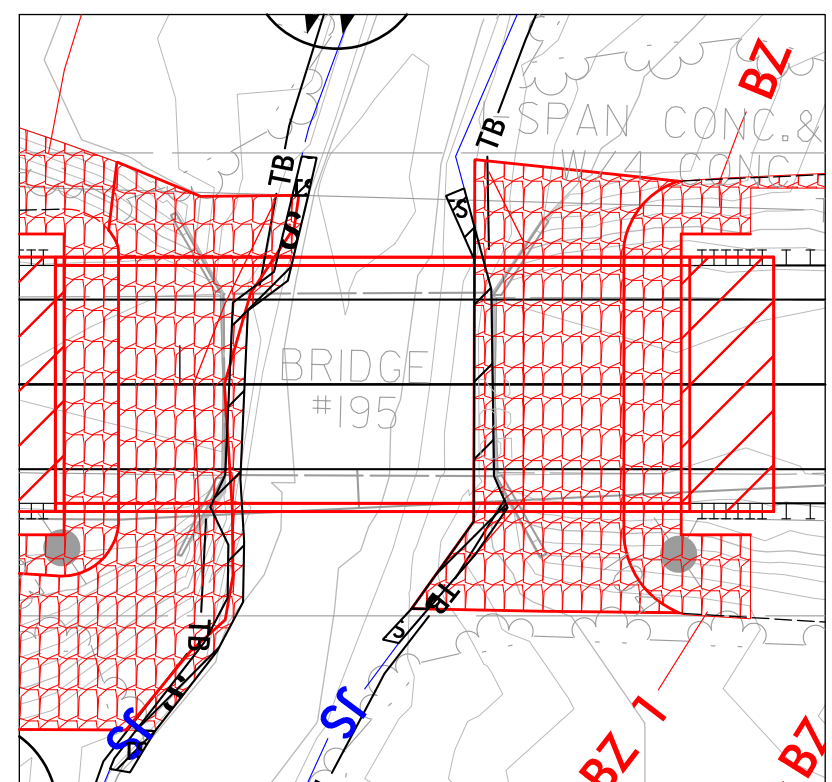 BZ
-SPAN CONC.&
W/4 CONC.
TB
TB
S
BRIDGE
#195
TB
TB
S
JS
JS
BZ 1
BZ